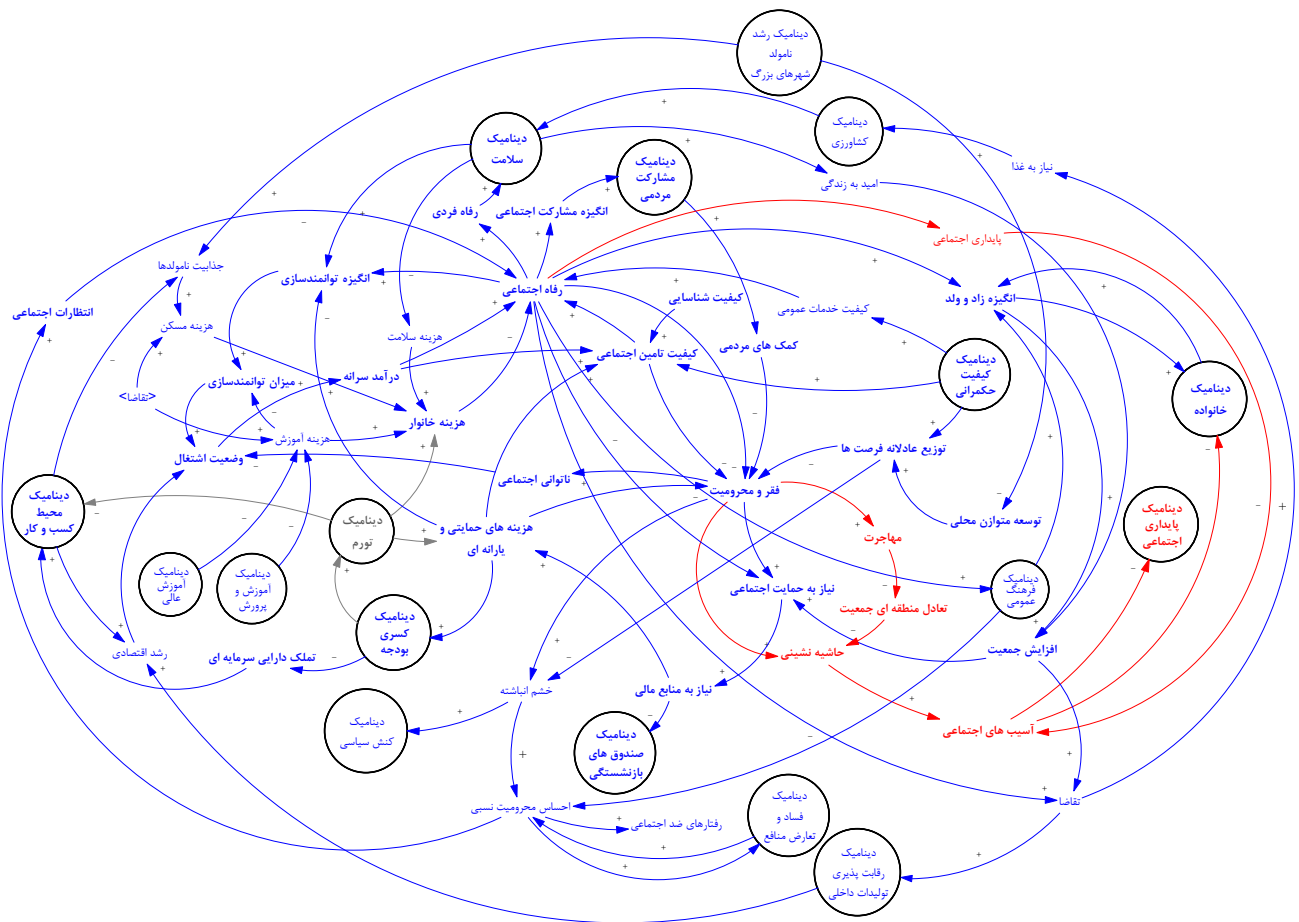 دینامیک رشد
نامولد
شهرهای بزرگ
دینامیک
کشاورزی
دینامیک
سلامت
دینامیک
مشارکت
مردمی
نیاز به غذا
امید به زندگی
رفاه فردی
انگیزه مشارکت اجتماعی
پایداری اجتماعی
جذابیت نامولدها
انگیزه توانمندسازی
رفاه اجتماعی
کیفیت شناسایی
کیفیت خدمات عمومی
انگیزه زاد و ولد
انتظارات اجتماعی
هزینه مسکن
هزینه سلامت
کیفیت تامین اجتماعی
کمک های مردمی
دینامیک
کیفیت
حکمرانی
دینامیک
خانواده
<تقاضا>
میزان توانمندسازی
درآمد سرانه
هزینه خانوار
هزینه آموزش
وضعیت اشتغال
توزیع عادلانه فرصت ها
ناتوانی اجتماعی
فقر و محرومیت
دینامیک
محیط
کسب و کار
دینامیک
تورم
هزینه های حمایتی و
یارانه ای
مهاجرت
توسعه متوازن محلی
دینامیک
پایداری
اجتماعی
دینامیک
آموزش
عالی
دینامیک
آموزش و
پرورش
نیاز به حمایت اجتماعی
تعادل منطقه ای جمعیت
دینامیک
فرهنگ
عمومی
دینامیک
کسری
بودجه
رشد اقتصادی
تملک دارایی سرمایه ای
حاشیه نشینی
افزایش جمعیت
خشم انباشته
نیاز به منابع مالی
دینامیک
کنش سیاسی
دینامیک
صندوق های
بازنشستگی
آسیب های اجتماعی
احساس محرومیت نسبی
رفتارهای ضد اجتماعی
دینامیک
فساد و
تعارض منافع
تقاضا
دینامیک
رقابت پذیری
تولیدات داخلی